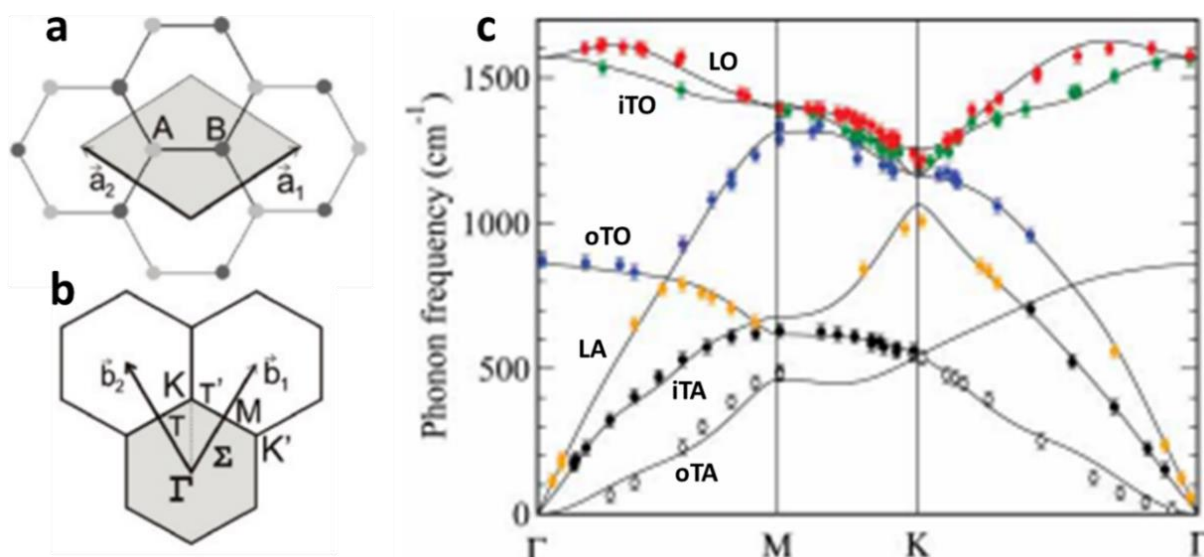 a
A B
a⃗₂ a⃗₁
b
b⃗₂ b⃗₁
K T'
T M
Σ K'
Γ
c
Phonon frequency (cm⁻¹)
1500
1000
500
0
LO
iTO
oTO
LA
iTA
oTA
Γ M K Γ